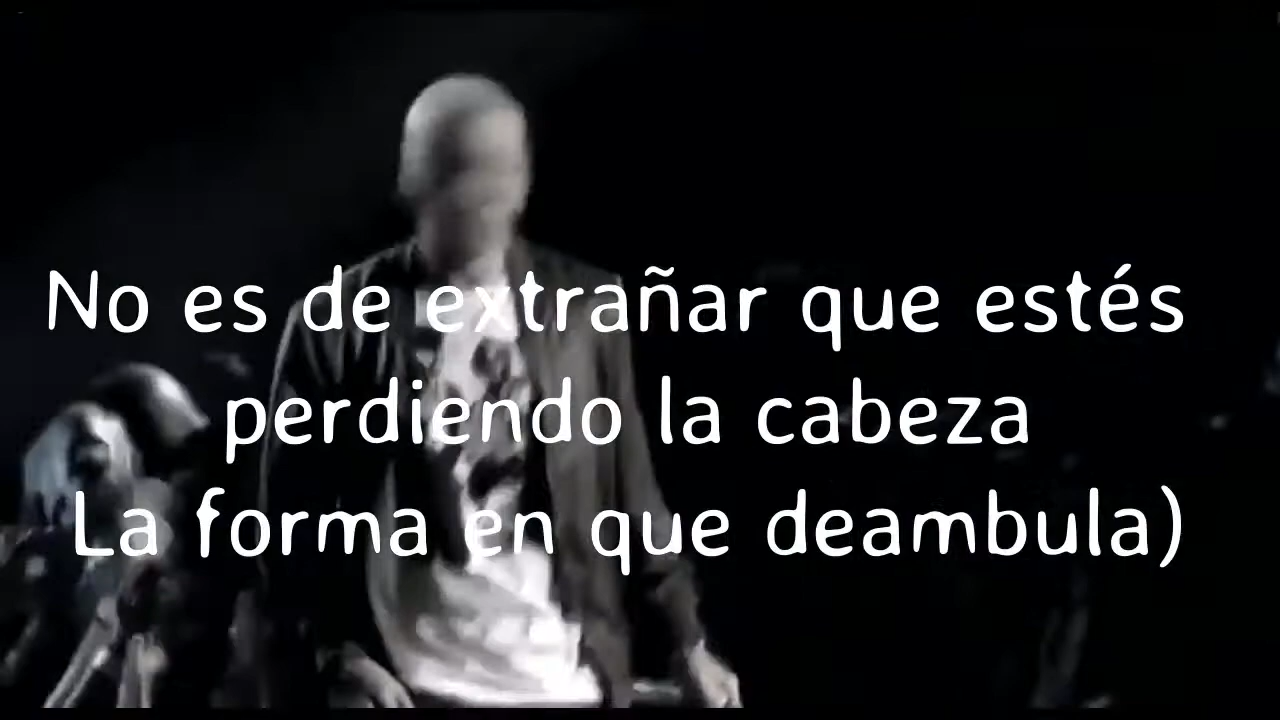 No es de extrañar que estés
perdiendo la cabeza
La forma en que deambula)